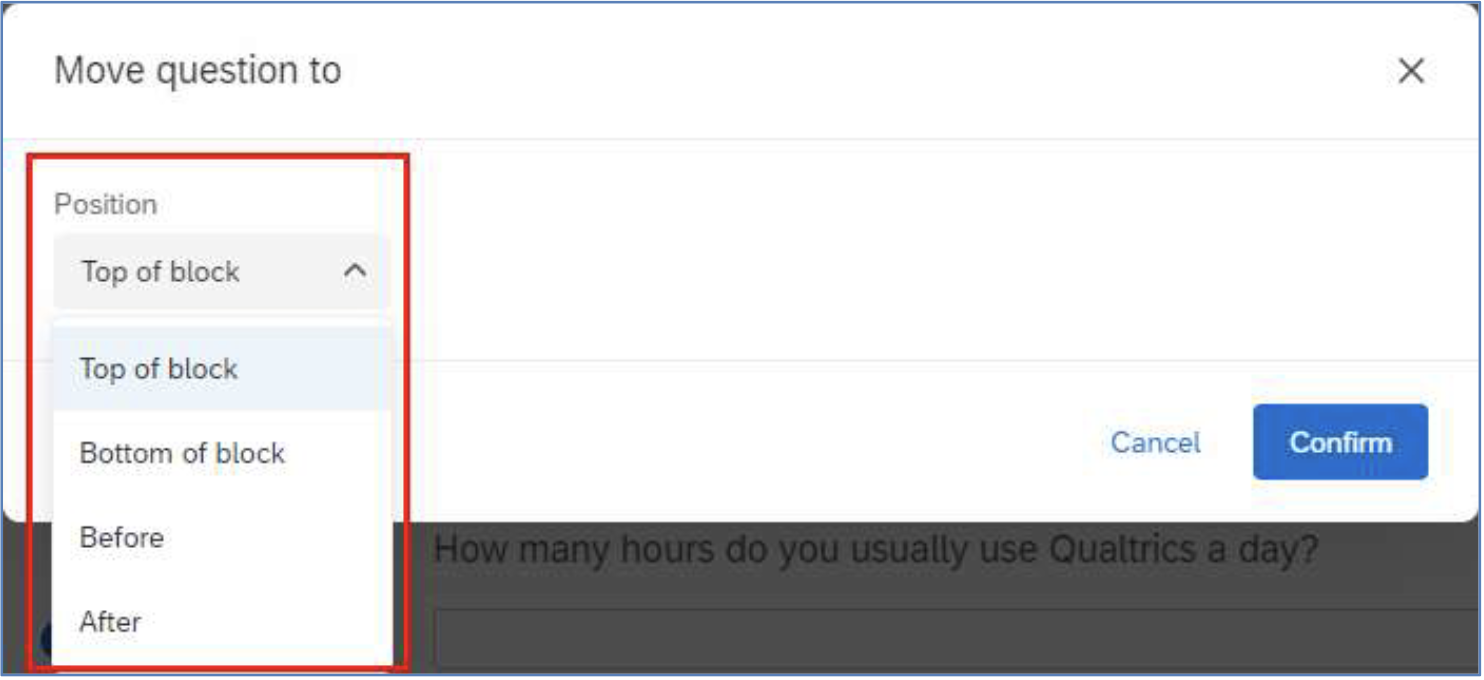 Move question to
Position
Top of block
Top of block
Bottom of block
Before
After
Cancel
Confirm
How many hours do you usually use Qualtrics a day?